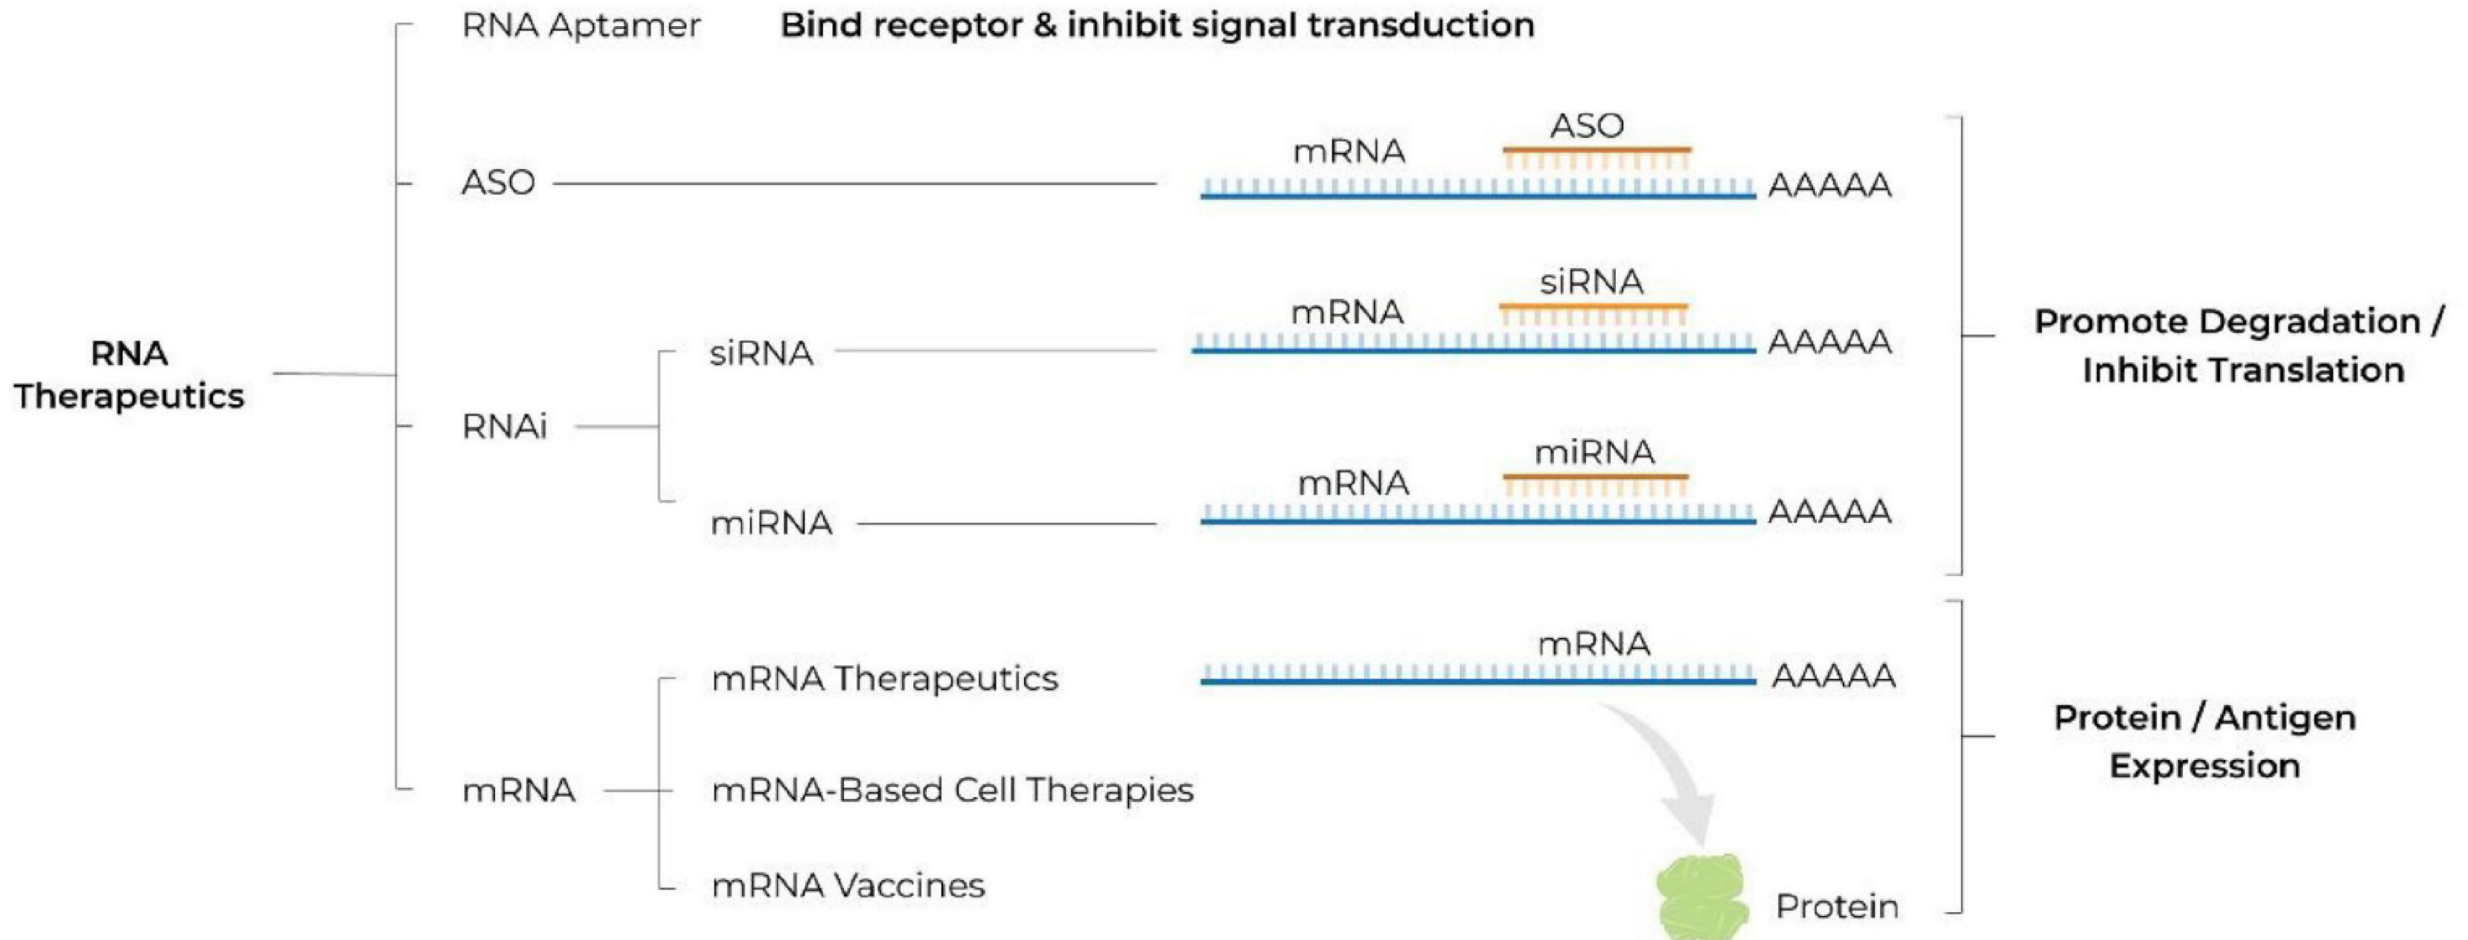 RNA Aptamer
Bind receptor & inhibit signal transduction
ASO
mRNA
ASO
AAAAA
RNA
Therapeutics
RNAi
siRNA
mRNA
siRNA
AAAAA
miRNA
mRNA
miRNA
AAAAA
Promote Degradation /
Inhibit Translation
mRNA
mRNA Therapeutics
mRNA
AAAAA
mRNA-Based Cell Therapies
mRNA Vaccines
Protein
Protein / Antigen
Expression